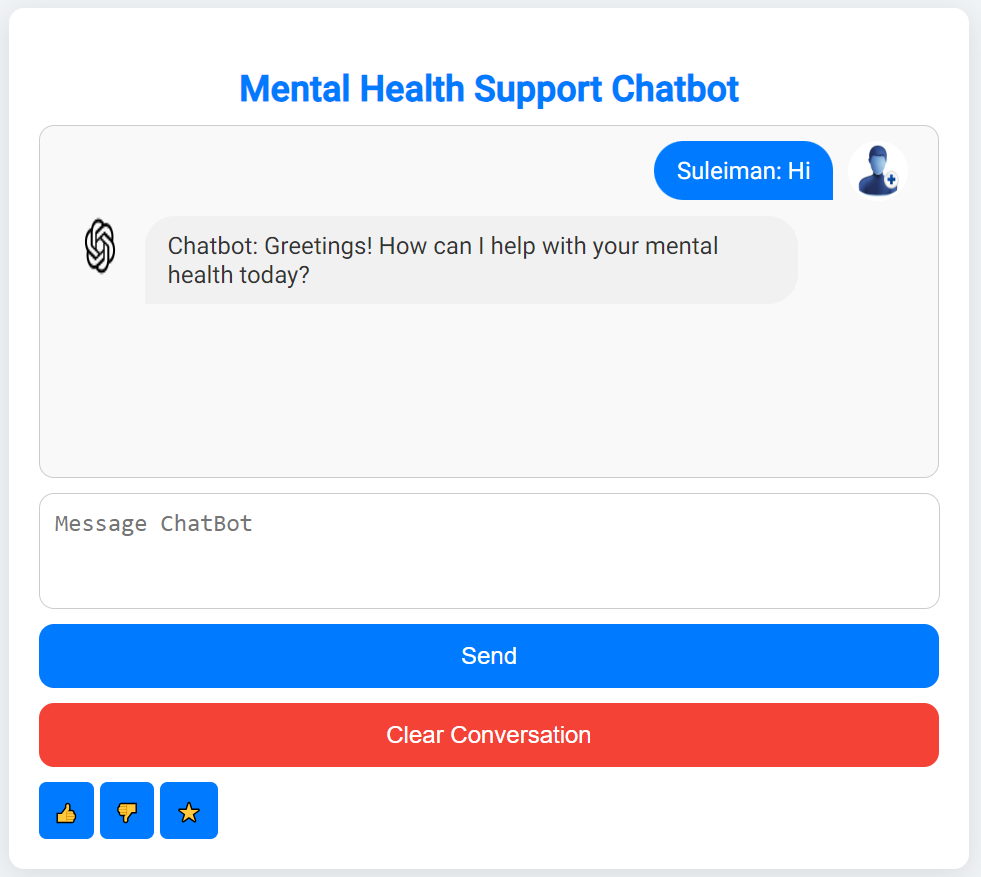 Mental Health Support Chatbot
Suleiman: Hi
Chatbot: Greetings! How can I help with your mental
health today?
Message ChatBot
Send
Clear Conversation